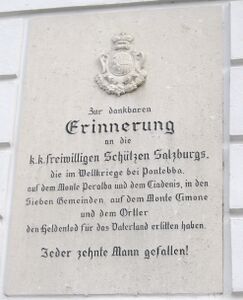 Zur dankbaren
Erinnerung
an die
k.k. freiwilligen Schützen Salzburgs,
die im Weltkriege bei Pontebba,
auf dem Monte Peralba und dem Ciadenis, in den
Sieben Gemeinden, auf dem Monte Cimone
und dem Ortler
den Heldentod für das Vaterland erlitten haben.
Jeder zehnte Mann gefallen!